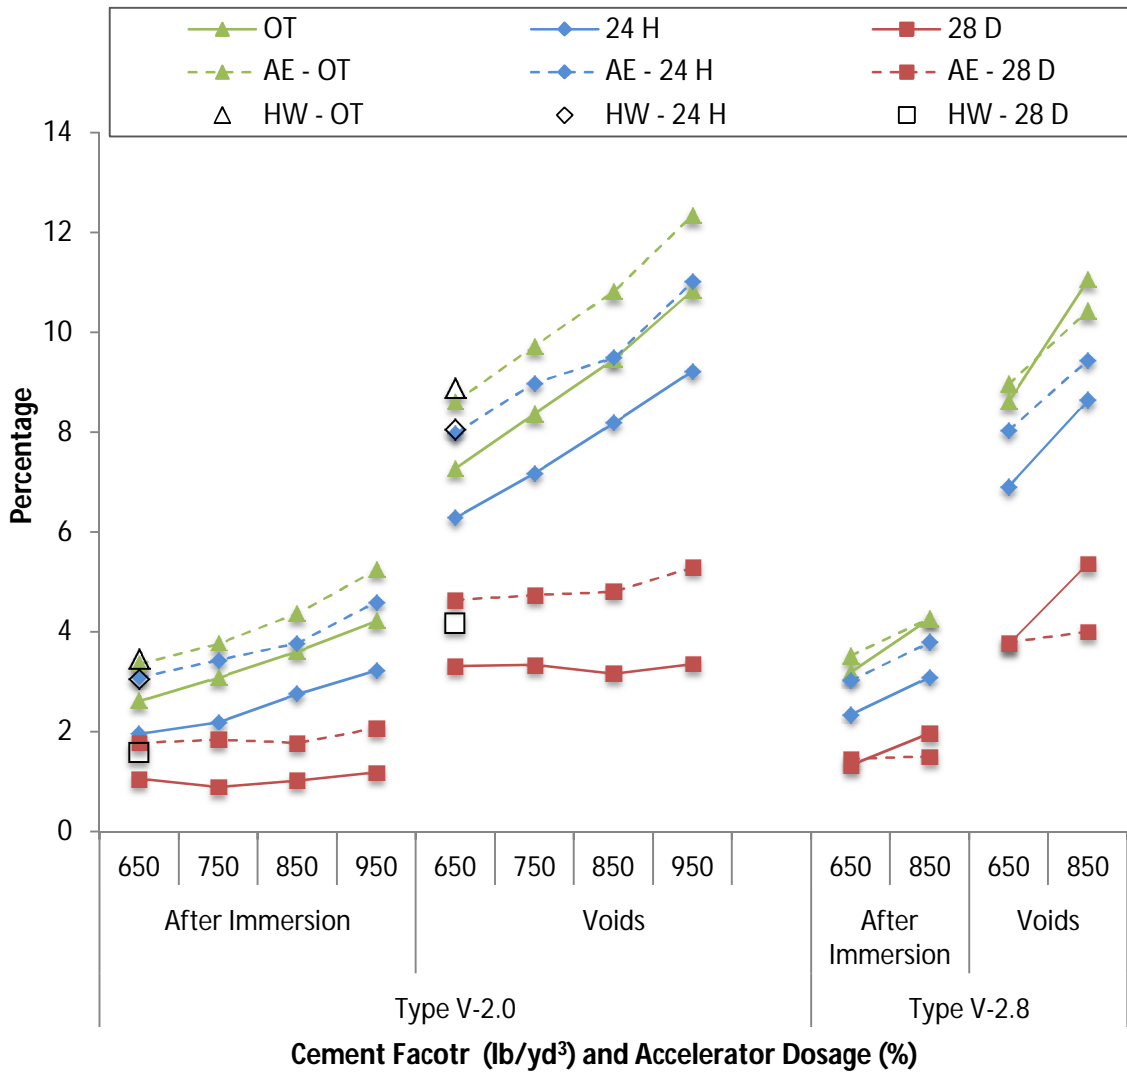 OT 24 H 28 D
AE - OT AE - 24 H AE - 28 D
HW - OT HW - 24 H HW - 28 D
14
12
10
8
6
4
2
0
Percentage
650 750 850 950 650 750 850 950 650 850 650 850
After Immersion Voids After Voids
Immersion
Type V-2.0 Type V-2.8
Cement Facotr (lb/yd³) and Accelerator Dosage (%)